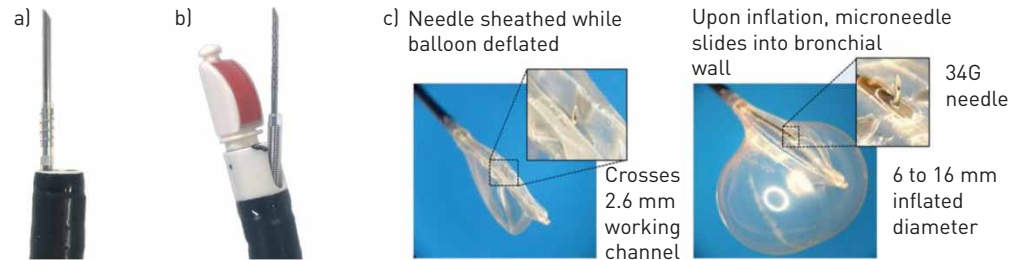 a)
b)
c) Needle sheathed while
balloon deflated
Crosses
2.6 mm
working
channel
Upon inflation, microneedle
slides into bronchial
wall
34G
needle
6 to 16 mm
inflated
diameter